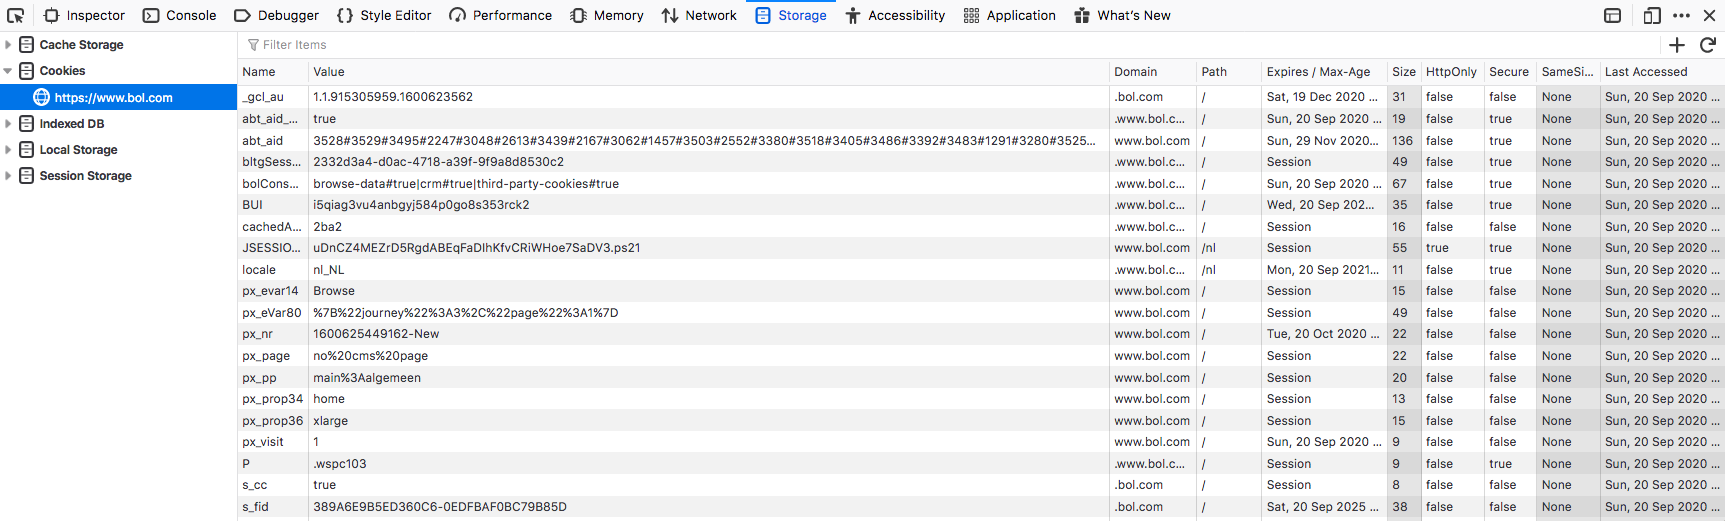 Inspector Console Debugger Style Editor Performance Memory Network Storage Accessibility Application What's New
Cache Storage
Cookies
https://www.bol.com
Indexed DB
Local Storage
Session Storage
Filter Items
Name Value Domain Path Expires / Max-Age Size HttpOnly Secure SameSi... Last Accessed
_gcl_au 1.1.915305959.1600623562 .bol.com / Sat, 19 Dec 2020 ... 31 false false None Sun, 20 Sep 2020 ...
abt_aid_... true .www.bol.c... / Sun, 20 Sep 2020 ... 19 false true None Sun, 20 Sep 2020 ...
abt_aid 3528#3529#3495#2247#3048#2613#3439#2167#3062#1457#3503#2552#3380#3518#3405#3486#3392#3483#1291#3280#3525... www.bol.com / Sun, 29 Nov 2020... 136 false true None Sun, 20 Sep 2020 ...
bltgSess... 2332d3a4-d0ac-4718-a39f-9f9a8d8530c2 .www.bol.c... / Session 49 false true None Sun, 20 Sep 2020 ...
bolCons... browse-data#true|crm#true|third-party-cookies#true .www.bol.c... / Sun, 20 Sep 2020 ... 67 false true None Sun, 20 Sep 2020 ...
BUI i5qiag3vu4anbgyj584p0go8s353rck2 .www.bol.c... / Wed, 20 Sep 202... 35 false true None Sun, 20 Sep 2020 ...
cachedA... 2ba2 .www.bol.c... / Session 16 false false None Sun, 20 Sep 2020 ...
JSESSIO... uDnCZ4MEZrD5RgdABEqFaDIhKfvCRiWHoe7SaDV3.ps21 www.bol.com /nl Session 55 true true None Sun, 20 Sep 2020 ...
locale nl_NL .www.bol.c... /nl Mon, 20 Sep 2021... 11 false true None Sun, 20 Sep 2020 ...
px_evar14 Browse www.bol.com / Session 15 false false None Sun, 20 Sep 2020 ...
px_eVar80 %7B%22journey%22%3A3%2C%22page%22%3A1%7D www.bol.com / Session 49 false false None Sun, 20 Sep 2020 ...
px_nr 1600625449162-New www.bol.com / Tue, 20 Oct 2020 ... 22 false false None Sun, 20 Sep 2020 ...
px_page no%20cms%20page www.bol.com / Session 22 false false None Sun, 20 Sep 2020 ...
px_pp main%3Aalgemeen www.bol.com / Session 20 false false None Sun, 20 Sep 2020 ...
px_prop34 home www.bol.com / Session 13 false false None Sun, 20 Sep 2020 ...
px_prop36 xlarge www.bol.com / Session 15 false false None Sun, 20 Sep 2020 ...
px_visit 1 www.bol.com / Sun, 20 Sep 2020 ... 9 false false None Sun, 20 Sep 2020 ...
P .wspc103 .www.bol.c... / Session 9 false true None Sun, 20 Sep 2020 ...
s_cc true .bol.com / Session 8 false false None Sun, 20 Sep 2020 ...
s_fid 389A6E9B5ED360C6-0EDFBAF0BC79B85D .bol.com / Sat, 20 Sep 2025 ... 38 false false None Sun, 20 Sep 2020 ...